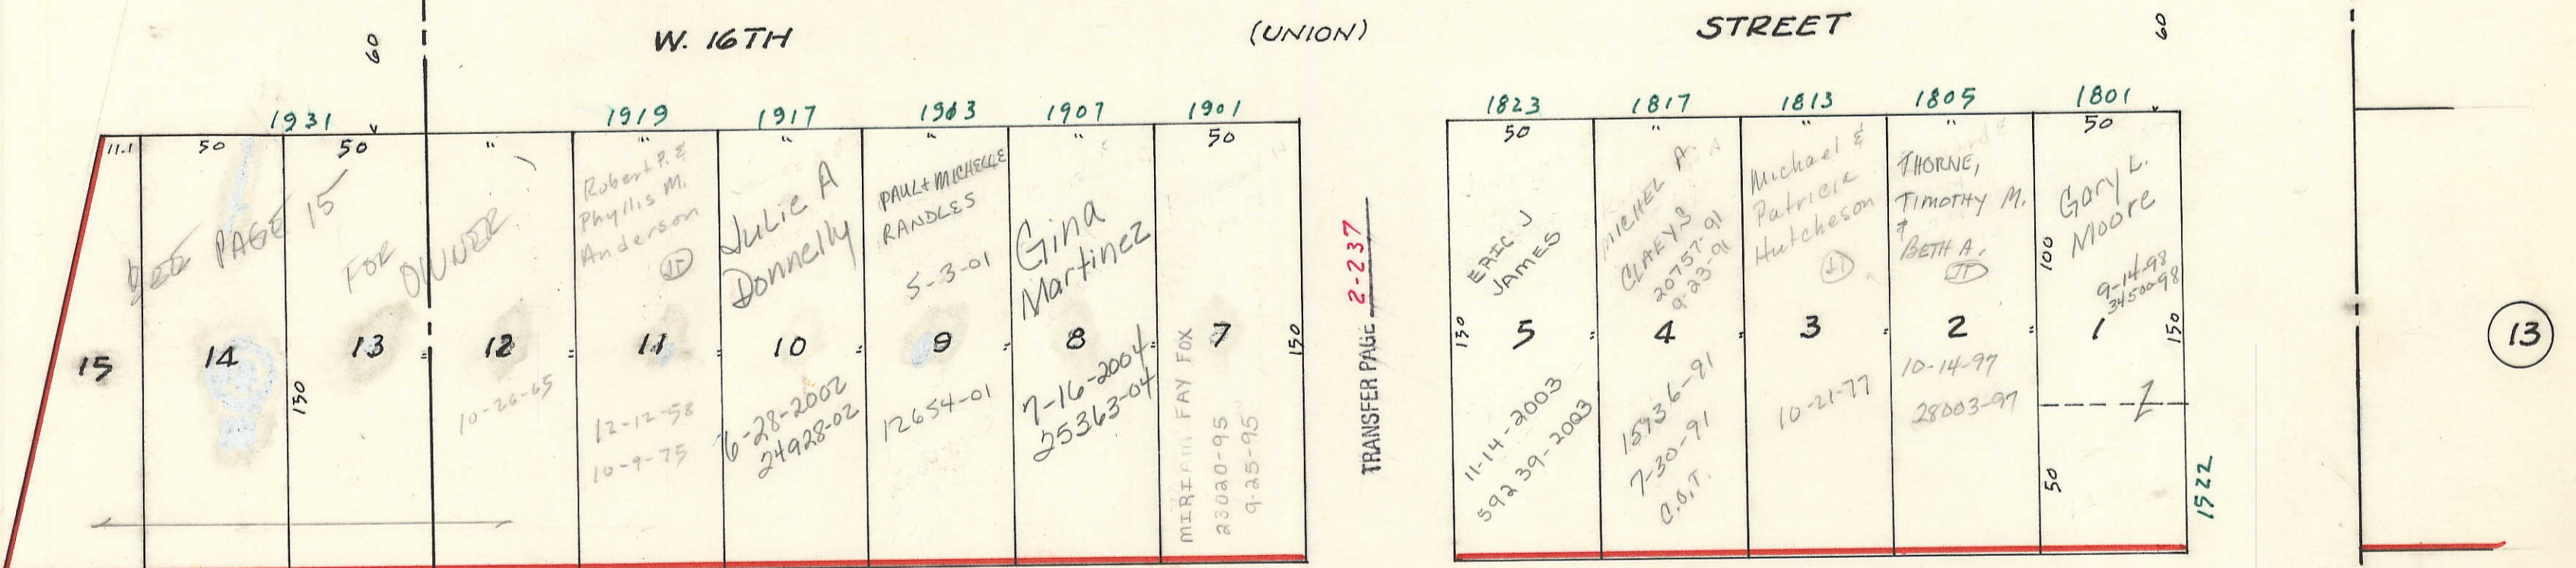 60
W. 16TH
(UNION)
STREET
60
1931
1919
1917
1903
1907
1901
1823
1817
1813
1805
1801
11.1
50
50
"
"
"
"
"
50
50
"
"
"
50
SEE PAGE 15
FOR
OWNER
15
14
130
13
=
12
10-26-65
=
Robert P. &
Phyllis M.
Anderson
JT
11
12-12-58
10-9-75
=
Julie A
Donnelly
10
6-28-2002
24928-02
=
PAUL + MICHELLE
RANDLES
5-3-01
9
12654-01
=
Gina
Martinez
8
7-16-2004
25363-04
=
7
MIRIAM FAY FOX
23020-95
9-25-95
150
TRANSFER PAGE 2-237
ERIC J
JAMES
150
5
11-14-2003
59239-2003
=
MICHEL A.
CLAEYS
20757-91
9-23-91
4
15936-91
7-30-91
C.O.T.
=
Michael &
Patricia
Hutcheson
JT
3
10-21-77
=
THORNE,
TIMOTHY M.
&
BETH A.
JT
2
10-14-97
28003-97
=
Gary L.
Moore
100
9-14-98
34500-98
1
150
50
1522
13